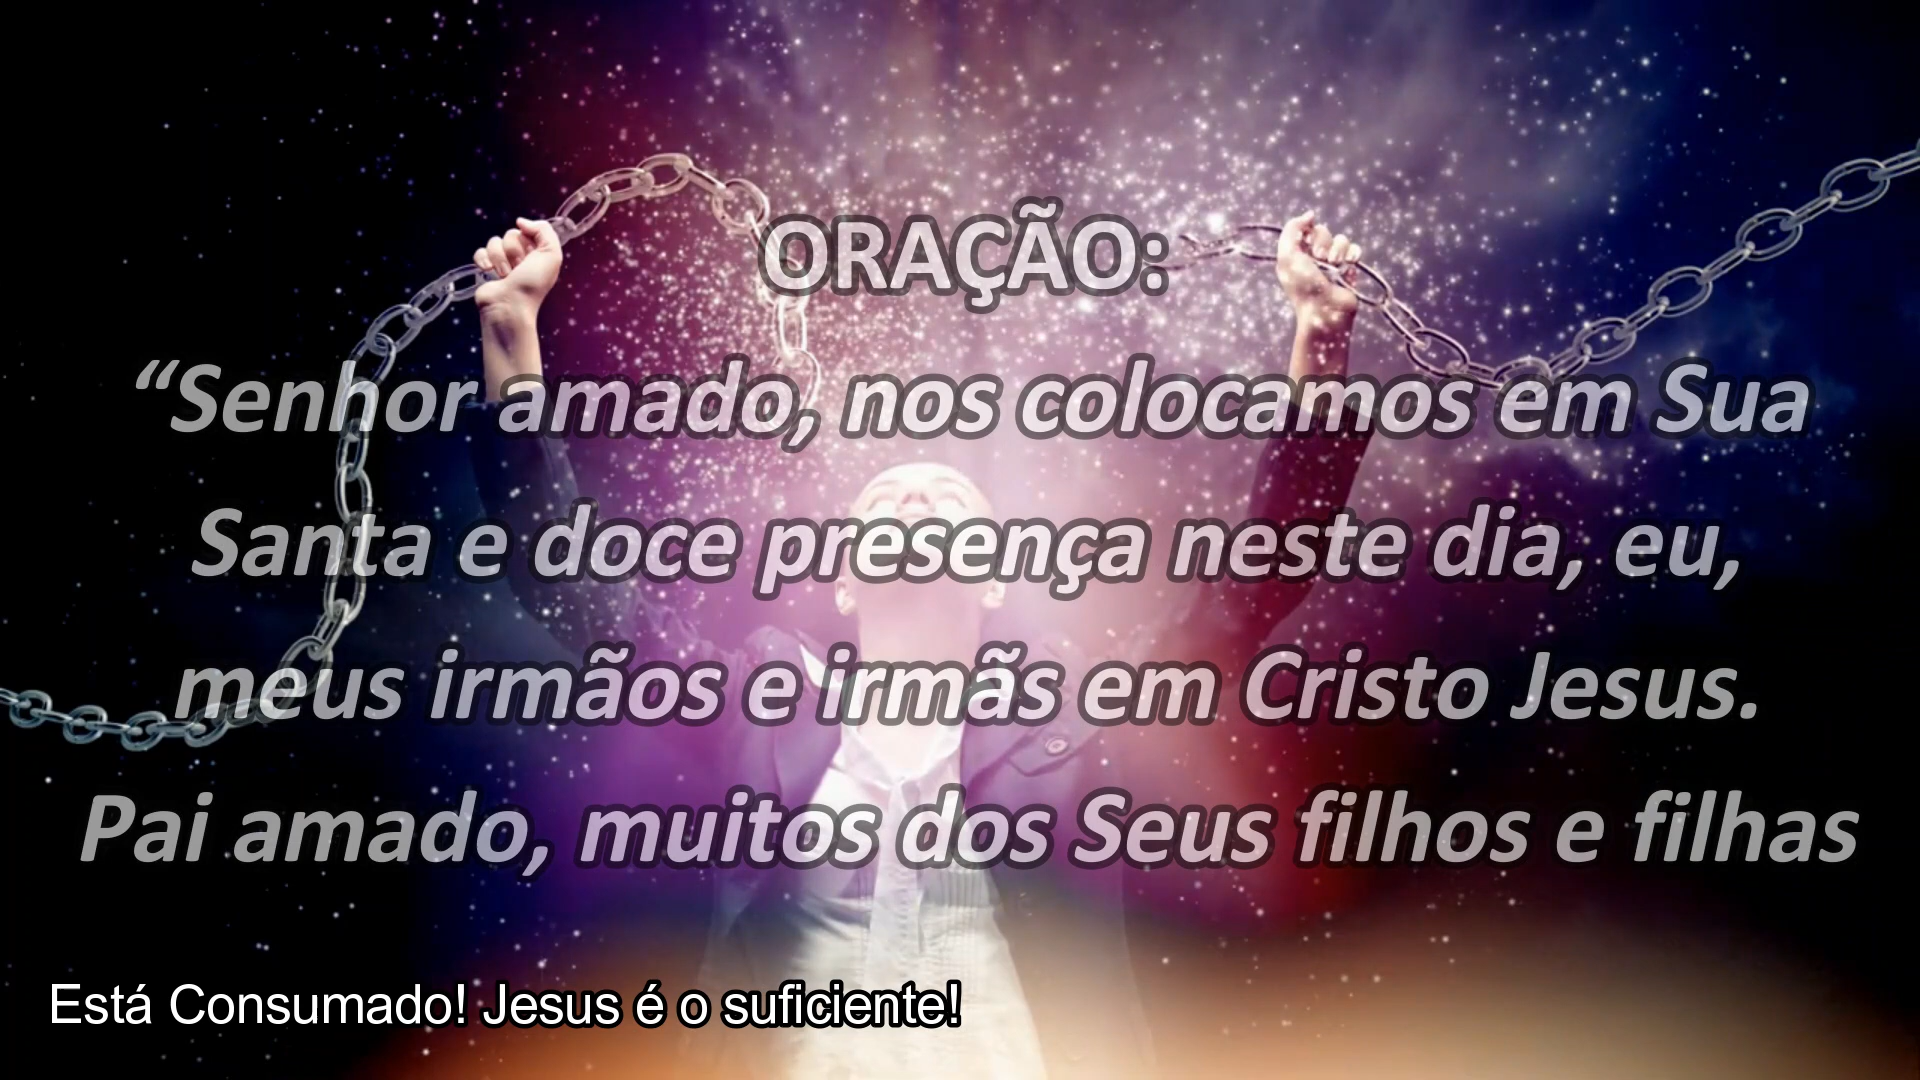 ORAÇÃO:
“Senhor amado, nos colocamos em Sua
Santa e doce presença neste dia, eu,
meus irmãos e irmãs em Cristo Jesus.
Pai amado, muitos dos Seus filhos e filhas
Está Consumado! Jesus é o suficiente!